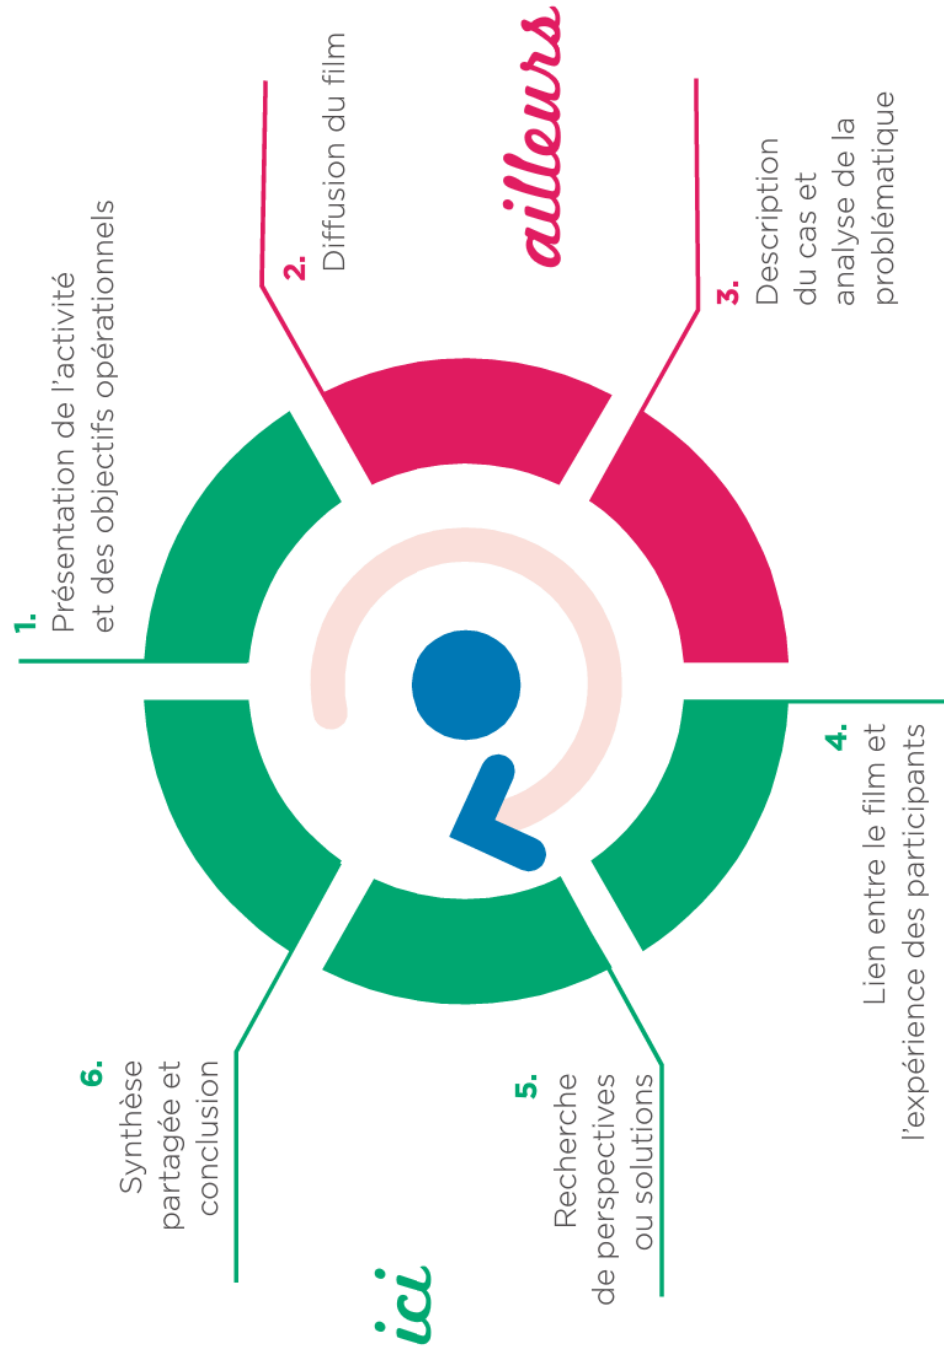 1.
Présentation de l'activité
et des objectifs opérationnels
2.
Diffusion du film
ailleurs
3.
Description
du cas et
analyse de la
problématique
4.
Lien entre le film et
l'expérience des participants
5.
Recherche
de perspectives
ou solutions
6.
Synthèse
partagée et
conclusion
ici